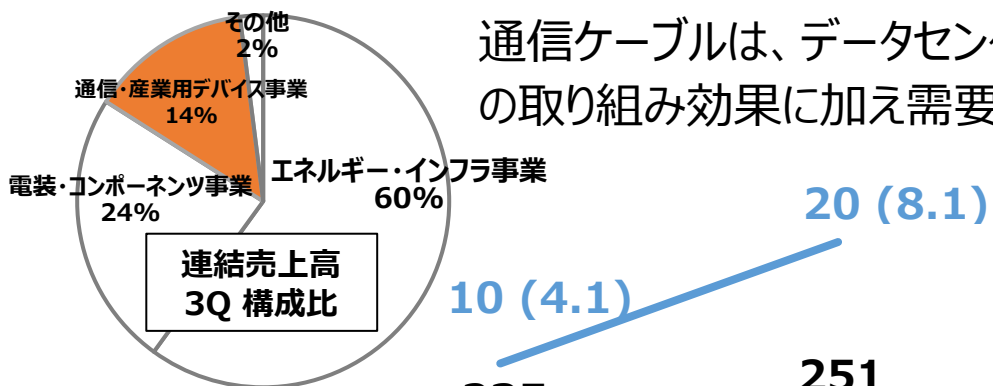 その他
2%
通信・産業用デバイス事業
14%
電装・コンポーネンツ事業
24%
エネルギー・インフラ事業
60%
連結売上高
3Q 構成比
通信ケーブルは、データセン
の取り組み効果に加え需要
20 (8.1)
10 (4.1)
251